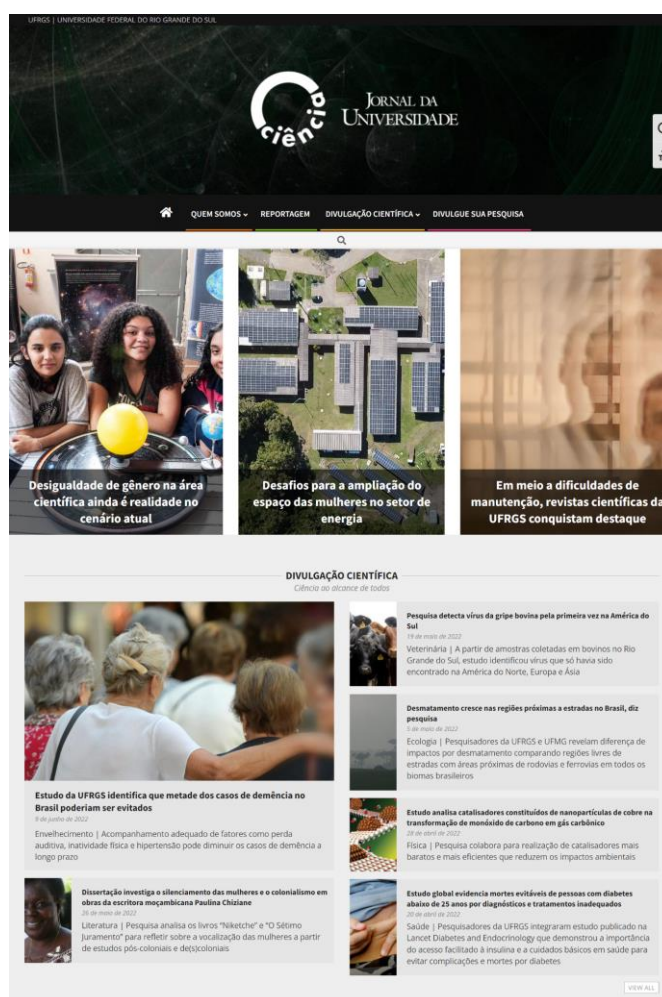 UFRGS | UNIVERSIDADE FEDERAL DO RIO GRANDE DO SUL
ciência
JORNAL DA
UNIVERSIDADE
QUEM SOMOS
REPORTAGEM
DIVULGAÇÃO CIENTÍFICA
DIVULGUE SUA PESQUISA
Desigualdade de gênero na área
científica ainda é realidade no
cenário atual
Desafios para a ampliação do
espaço das mulheres no setor de
energia
Em meio a dificuldades de
manutenção, revistas científicas da
UFRGS conquistam destaque
DIVULGAÇÃO CIENTÍFICA
Ciência ao alcance de todos
Estudo da UFRGS identifica que metade dos casos de demência no
Brasil poderiam ser evitados
9 de junho de 2022
Envelhecimento | Acompanhamento adequado de fatores como perda
auditiva, inatividade física e hipertensão pode diminuir os casos de demência a
longo prazo
Dissertação investiga o silenciamento das mulheres e o colonialismo em
obras da escritora moçambicana Paulina Chiziane
26 de maio de 2022
Literatura | Pesquisa analisa os livros "Niketche" e "O Sétimo
Juramento" para refletir sobre a vocalização das mulheres a partir
de estudos pós-coloniais e de(s)coloniais
Pesquisa detecta vírus da gripe bovina pela primeira vez na América do
Sul
19 de maio de 2022
Veterinária | A partir de amostras coletadas em bovinos no Rio
Grande do Sul, estudo identificou vírus que só havia sido
encontrado na América do Norte, Europa e Ásia
Desmatamento cresce nas regiões próximas a estradas no Brasil, diz
pesquisa
5 de maio de 2022
Ecologia | Pesquisadores da UFRGS e UFMG revelam diferença de
impactos por desmatamento comparando regiões livres de
estradas com áreas próximas de rodovias e ferrovias em todos os
biomas brasileiros
Estudo analisa catalisadores constituídos de nanopartículas de cobre na
transformação de monóxido de carbono em gás carbônico
28 de abril de 2022
Física | Pesquisa colabora para realização de catalisadores mais
baratos e mais eficientes que reduzem os impactos ambientais
Estudo global evidencia mortes evitáveis de pessoas com diabetes
abaixo de 25 anos por diagnósticos e tratamentos inadequados
20 de abril de 2022
Saúde | Pesquisadores da UFRGS integraram estudo publicado na
Lancet Diabetes and Endocrinology que demonstrou a importância
do acesso facilitado à insulina e a cuidados básicos em saúde para
evitar complicações e mortes por diabetes
VIEW ALL